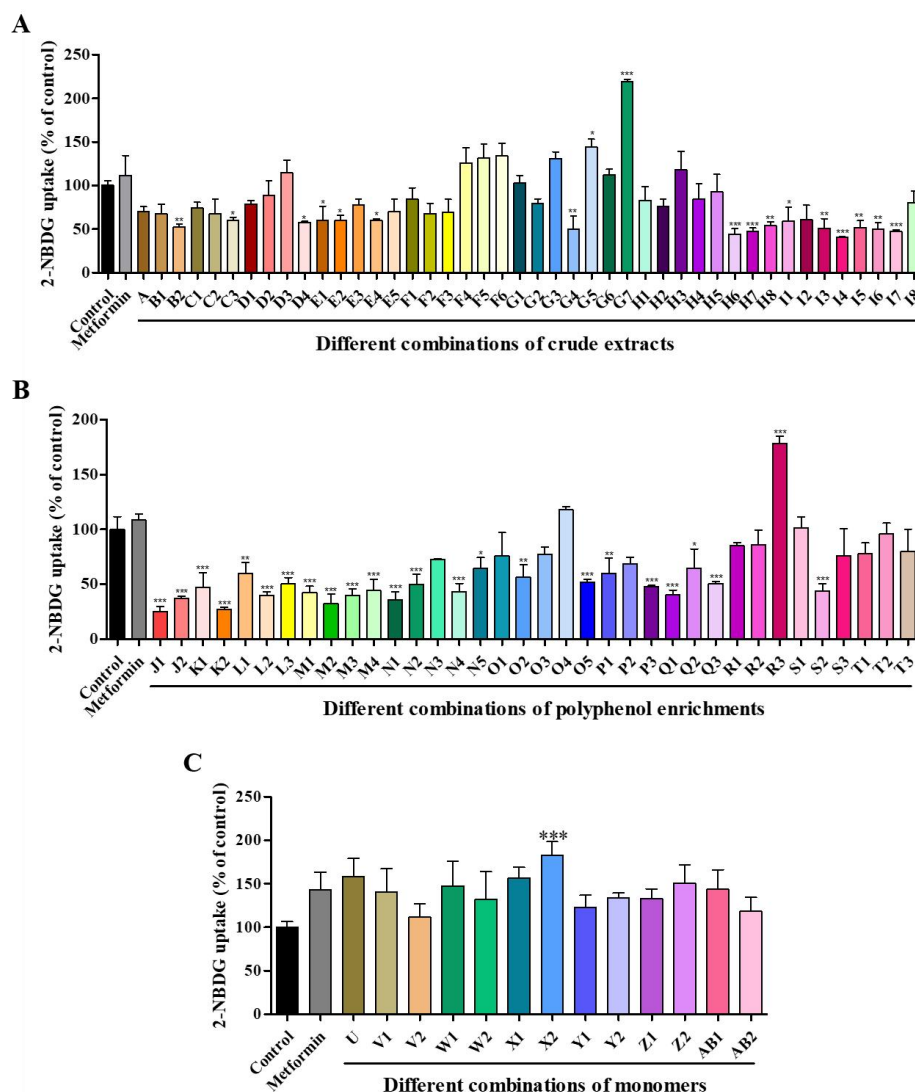 A
2-NBDG uptake (% of control)
250
200
150
100
50
0
** * * * * * ** * *** *** *** ** * ** *** ** ** ***
Control Metformin A B1 B2 C1 C2 C3 D1 D2 D3 D4 E1 E2 E3 E4 E5 F1 F2 F3 F4 F5 F6 G1 G2 G3 G4 G5 G6 G7 H1 H2 H3 H4 H5 H6 H7 H8 I1 I2 I3 I4 I5 I6 I7 I8
Different combinations of crude extracts
B
2-NBDG uptake (% of control)
200
150
100
50
0
*** *** *** *** ** *** *** *** *** *** *** *** *** *** * ** *** ** *** *** * *** *** ***
Control Metformin J1 J2 K1 K2 L1 L2 L3 M1 M2 M3 M4 N1 N2 N3 N4 N5 O1 O2 O3 O4 O5 P1 P2 P3 Q1 Q2 Q3 R1 R2 R3 S1 S2 S3 T1 T2 T3
Different combinations of polyphenol enrichments
C
2-NBDG uptake (% of control)
250
200
150
100
50
0
***
Control Metformin U V1 V2 W1 W2 X1 X2 Y1 Y2 Z1 Z2 AB1 AB2
Different combinations of monomers